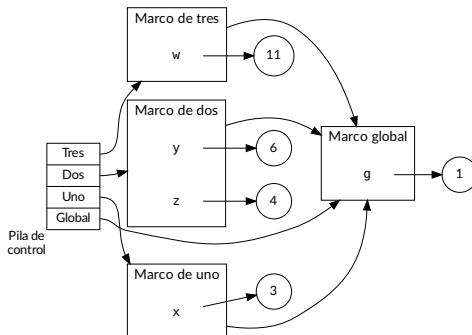 Marco de tres
w
11
Marco de dos
y
6
z
4
Marco global
g
1
Tres
Dos
Uno
Global
Pila de
control
Marco de uno
x
3